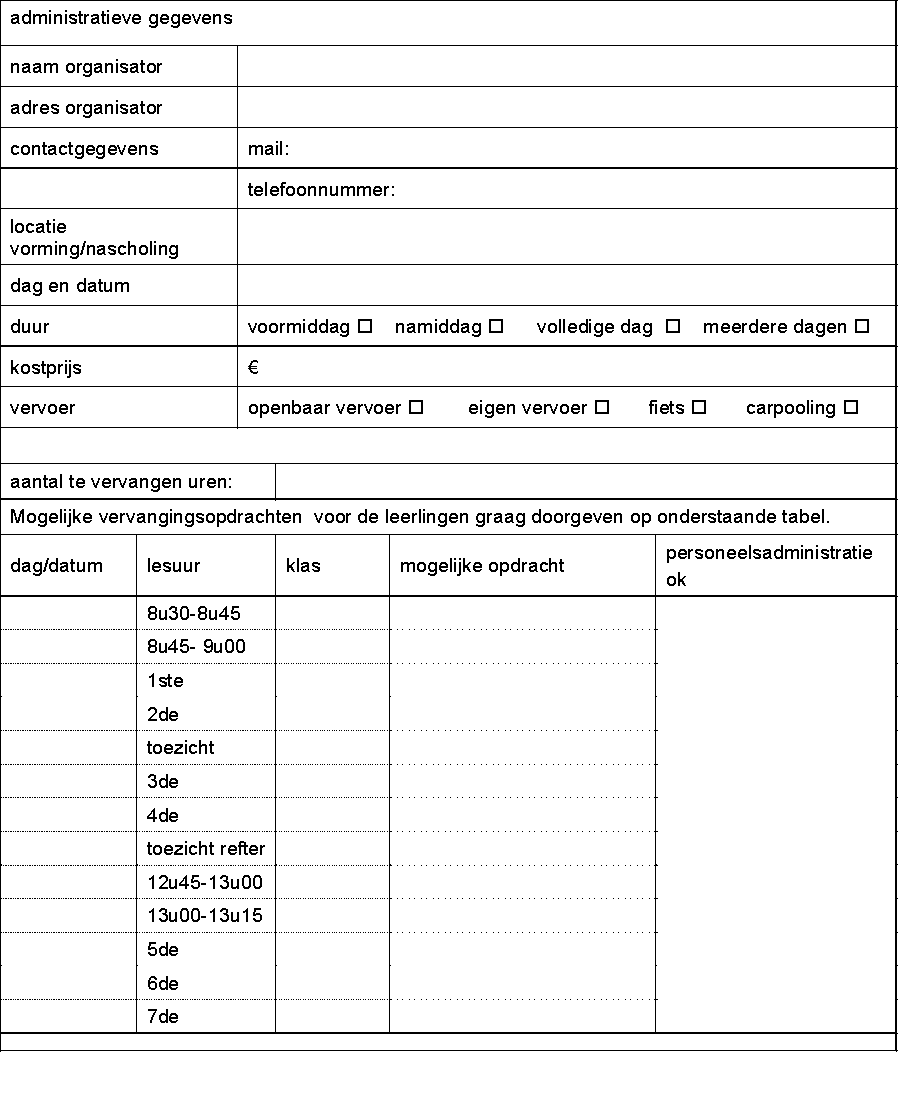 administratieve gegevens
naam organisator
adres organisator
contactgegevens mail:
telefoonnummer:
locatie
vorming/nascholing
dag en datum
duur voormiddag ☐ namiddag ☐ volledige dag ☐ meerdere dagen ☐
kostprijs €
vervoer openbaar vervoer ☐ eigen vervoer ☐ fiets ☐ carpooling ☐
aantal te vervangen uren:
Mogelijke vervangingsopdrachten voor de leerlingen graag doorgeven op onderstaande tabel.
dag/datum lesuur klas mogelijke opdracht personeelsadministratie
ok
8u30-8u45
8u45- 9u00
1ste
2de
toezicht
3de
4de
toezicht refter
12u45-13u00
13u00-13u15
5de
6de
7de